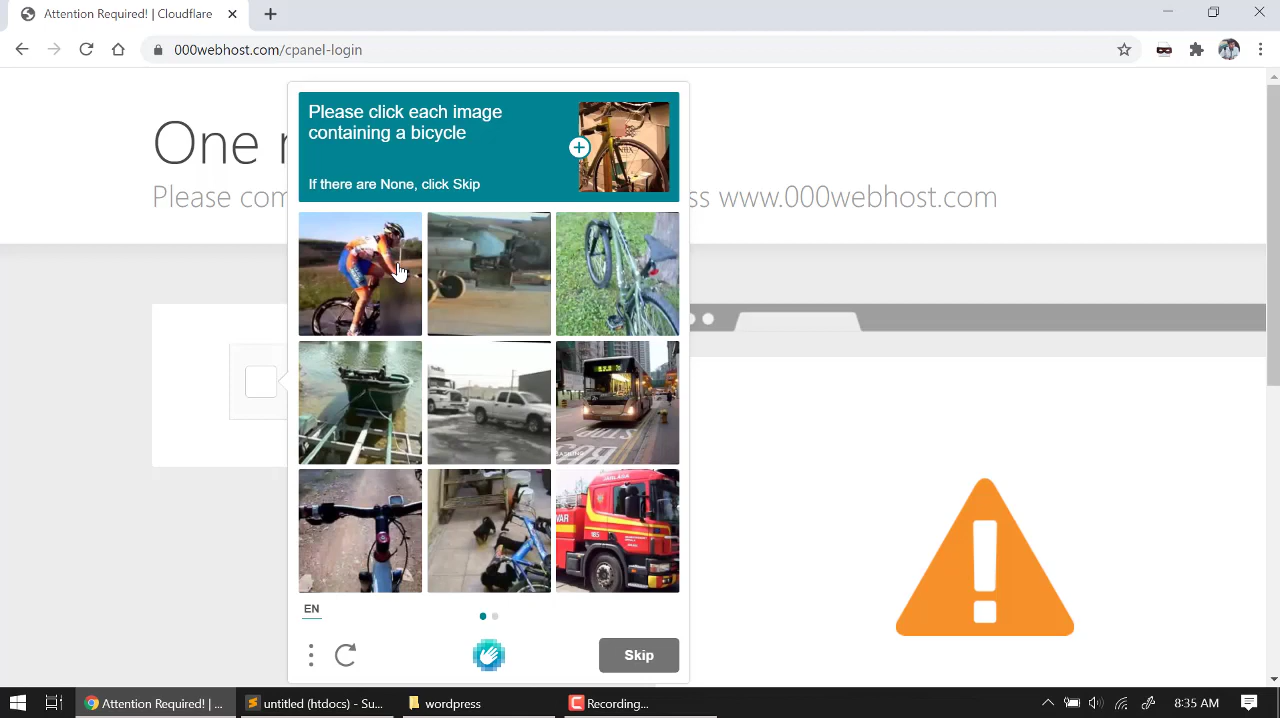 Attention Required! | Cloudflare
000webhost.com/cpanel-login
One
Please com
ss www.000webhost.com
Please click each image
containing a bicycle
If there are None, click Skip
EN
Skip
Attention Required! | ...
untitled (htdocs) - Su...
wordpress
Recording...
8:35 AM